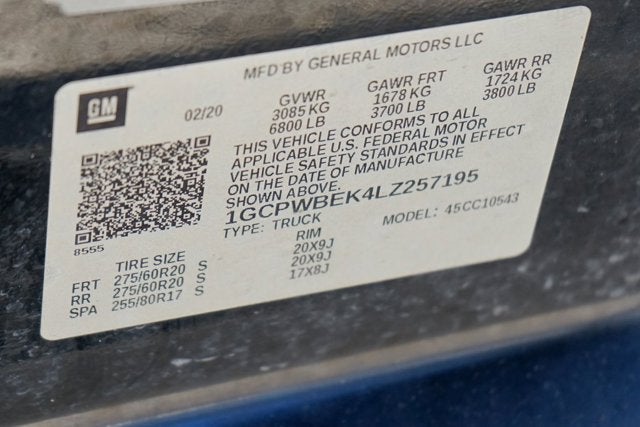 MFD BY GENERAL MOTORS LLC
GM
02/20 GVWR GAWR FRT GAWR RR
3085 KG 1678 KG 1724 KG
6800 LB 3700 LB 3800 LB
THIS VEHICLE CONFORMS TO ALL
APPLICABLE U.S. FEDERAL MOTOR
VEHICLE SAFETY STANDARDS IN EFFECT
ON THE DATE OF MANUFACTURE
SHOWN ABOVE.
1GCPWBEK4LZ257195
TYPE: TRUCK MODEL: 45CC10543
8555
TIRE SIZE RIM
FRT 275/60R20 S 20X9J
RR 275/60R20 S 20X9J
SPA 255/80R17 S 17X8J